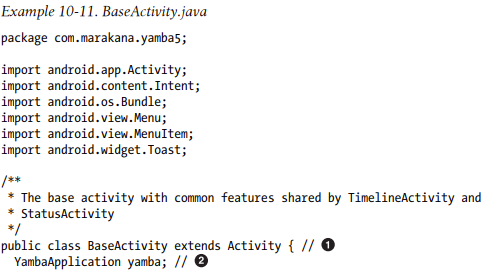 Example 10-11. BaseActivity.java
package com.marakana.yamba5;
import android.app.Activity;
import android.content.Intent;
import android.os.Bundle;
import android.view.Menu;
import android.view.MenuItem;
import android.widget.Toast;
/**
 * The base activity with common features shared by TimelineActivity and
 * StatusActivity
 */
public class BaseActivity extends Activity { // ❶
  YambaApplication yamba; // ❷